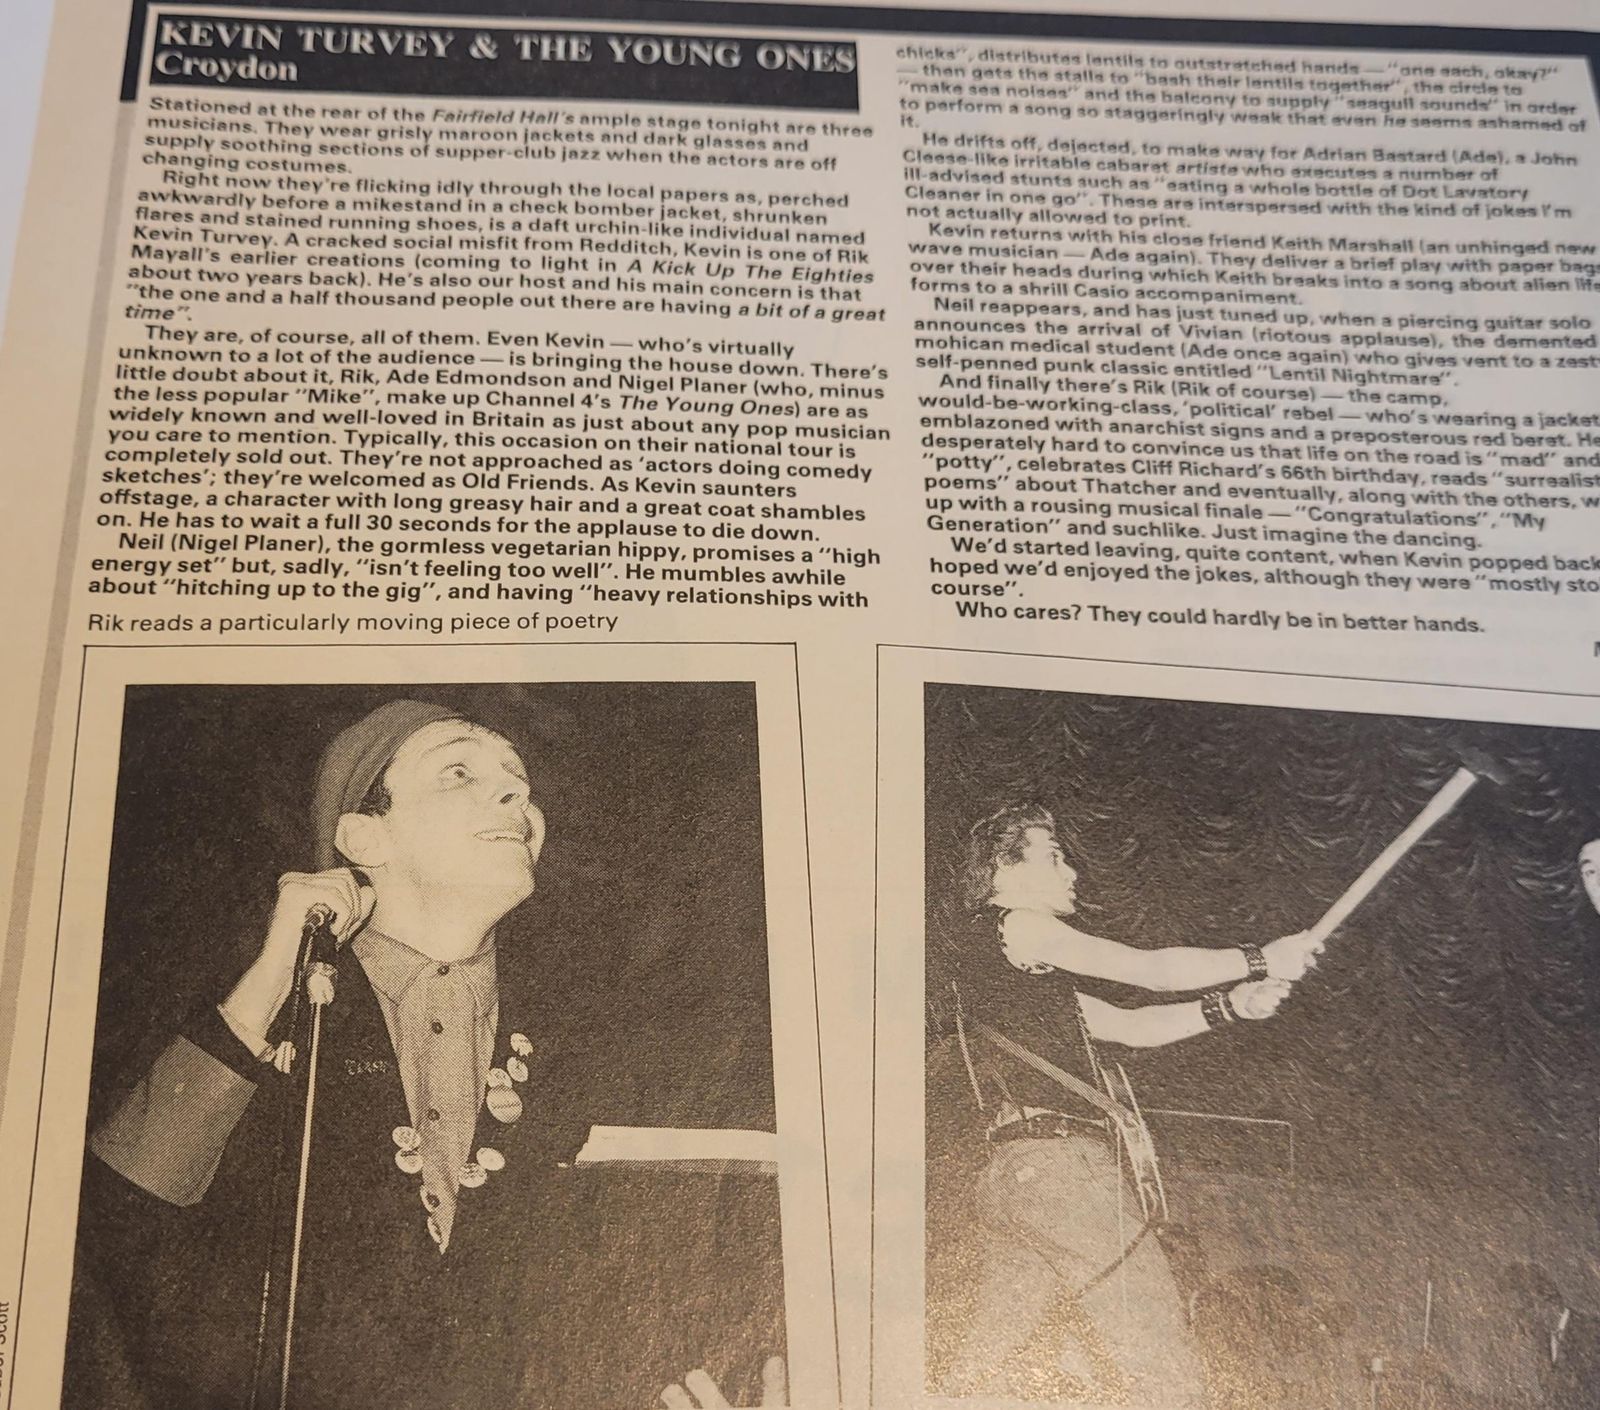 KEVIN TURVEY & THE YOUNG ONES
Croydon
Stationed at the rear of the Fairfield Hall's ample stage tonight are three
musicians. They wear grisly maroon jackets and dark glasses and
supply soothing sections of supper-club jazz when the actors are off
changing costumes.
Right now they're flicking idly through the local papers as, perched
awkwardly before a mikestand in a check bomber jacket, shrunken
flares and stained running shoes, is a daft urchin-like individual named
Kevin Turvey. A cracked social misfit from Redditch, Kevin is one of Rik
Mayall's earlier creations (coming to light in A Kick Up The Eighties
about two years back). He's also our host and his main concern is that
"the one and a half thousand people out there are having a bit of a great
time".
They are, of course, all of them. Even Kevin — who's virtually
unknown to a lot of the audience — is bringing the house down. There's
little doubt about it, Rik, Ade Edmondson and Nigel Planer (who, minus
the less popular "Mike", make up Channel 4's The Young Ones) are as
widely known and well-loved in Britain as just about any pop musician
you care to mention. Typically, this occasion on their national tour is
completely sold out. They're not approached as 'actors doing comedy
sketches'; they're welcomed as Old Friends. As Kevin saunters
offstage, a character with long greasy hair and a great coat shambles
on. He has to wait a full 30 seconds for the applause to die down.
Neil (Nigel Planer), the gormless vegetarian hippy, promises a "high
energy set" but, sadly, "isn't feeling too well". He mumbles awhile
about "hitching up to the gig", and having "heavy relationships with
chicks", distributes lentils to outstretched hands — "one each, okay?"
— then gets the stalls to "bash their lentils together", the circle to
"make sea noises" and the balcony to supply "seagull sounds" in order
to perform a song so staggeringly weak that even he seems ashamed of
it.
He drifts off, dejected, to make way for Adrian Bastard (Ade), a John
Cleese-like irritable cabaret artiste who executes a number of
ill-advised stunts such as "eating a whole bottle of Dot Lavatory
Cleaner in one go". These are interspersed with the kind of jokes I'm
not actually allowed to print.
Kevin returns with his close friend Keith Marshall (an unhinged new
wave musician — Ade again). They deliver a brief play with paper bags
over their heads during which Keith breaks into a song about alien life
forms to a shrill Casio accompaniment.
Neil reappears, and has just tuned up, when a piercing guitar solo
announces the arrival of Vivian (riotous applause), the demented
mohican medical student (Ade once again) who gives vent to a zesty
self-penned punk classic entitled "Lentil Nightmare".
And finally there's Rik (Rik of course) — the camp,
would-be-working-class, 'political' rebel — who's wearing a jacket
emblazoned with anarchist signs and a preposterous red beret. He
desperately hard to convince us that life on the road is "mad" and
"potty", celebrates Cliff Richard's 66th birthday, reads "surrealist
poems" about Thatcher and eventually, along with the others, w
up with a rousing musical finale — "Congratulations", "My
Generation" and suchlike. Just imagine the dancing.
We'd started leaving, quite content, when Kevin popped back
hoped we'd enjoyed the jokes, although they were "mostly sto
course".
Who cares? They could hardly be in better hands.
Rik reads a particularly moving piece of poetry
Scott